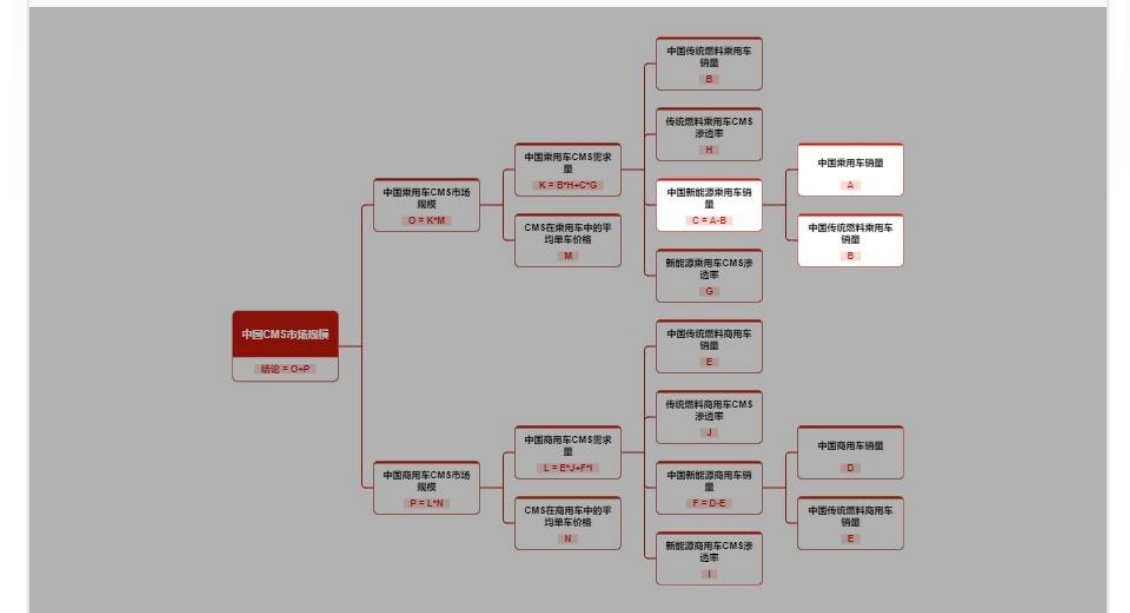 中国CMS市场规模
结论 = O+P
中国乘用车CMS市场
规模
O = K*M
中国乘用车CMS需求
量
K = B*H+C*G
中国传统燃料乘用车
销量
B
传统燃料乘用车CMS
渗透率
H
中国新能源乘用车销
量
C = A-B
中国乘用车销量
A
中国传统燃料乘用车
销量
B
新能源乘用车CMS渗
透率
G
CMS在乘用车中的平
均单车价格
M
中国商用车CMS市场
规模
P = L*N
中国商用车CMS需求
量
L = E*J+F*I
中国传统燃料商用车
销量
E
传统燃料商用车CMS
渗透率
J
中国新能源商用车销
量
F = D-E
中国商用车销量
D
中国传统燃料商用车
销量
E
新能源商用车CMS渗
透率
I
CMS在商用车中的平
均单车价格
N